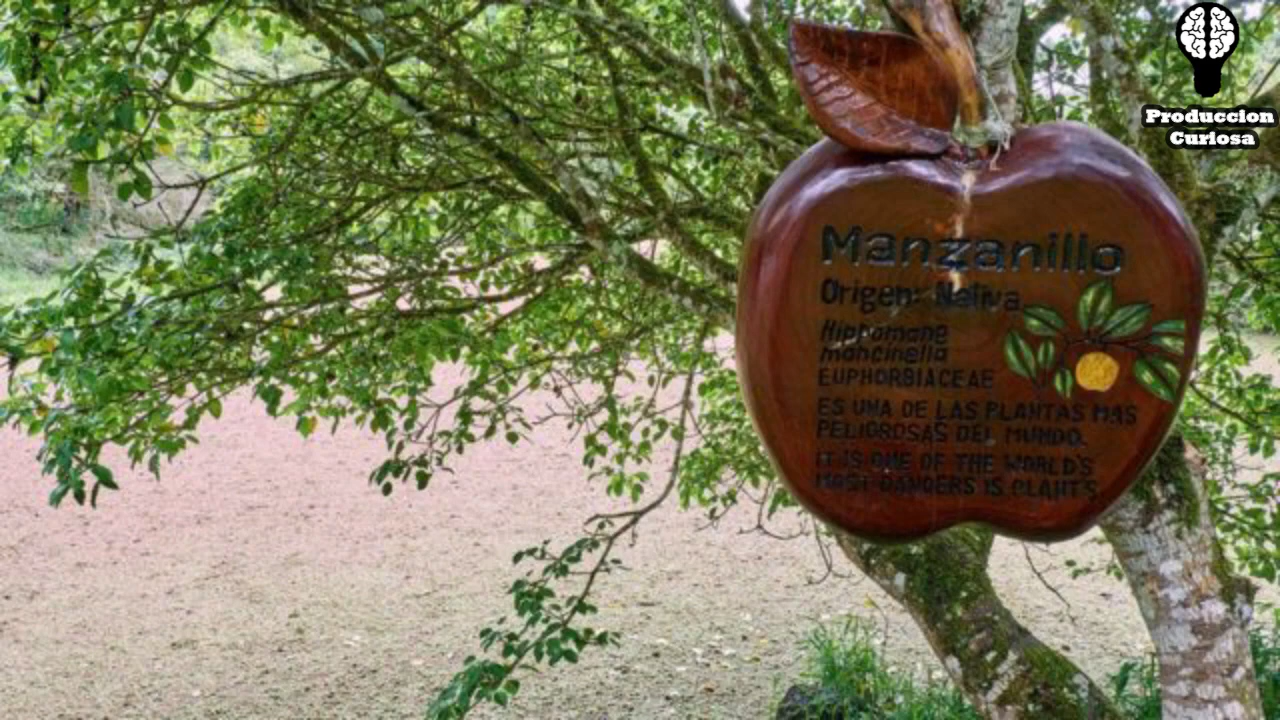 Produccion
Curiosa
Manzanillo
Origen: Nativa
Hippomane
mancinella
EUPHORBIACEAE
ES UNA DE LAS PLANTAS MAS
PELIGROSAS DEL MUNDO.
IT IS ONE OF THE WORLD'S
MOST DANGERS IS PLANTS